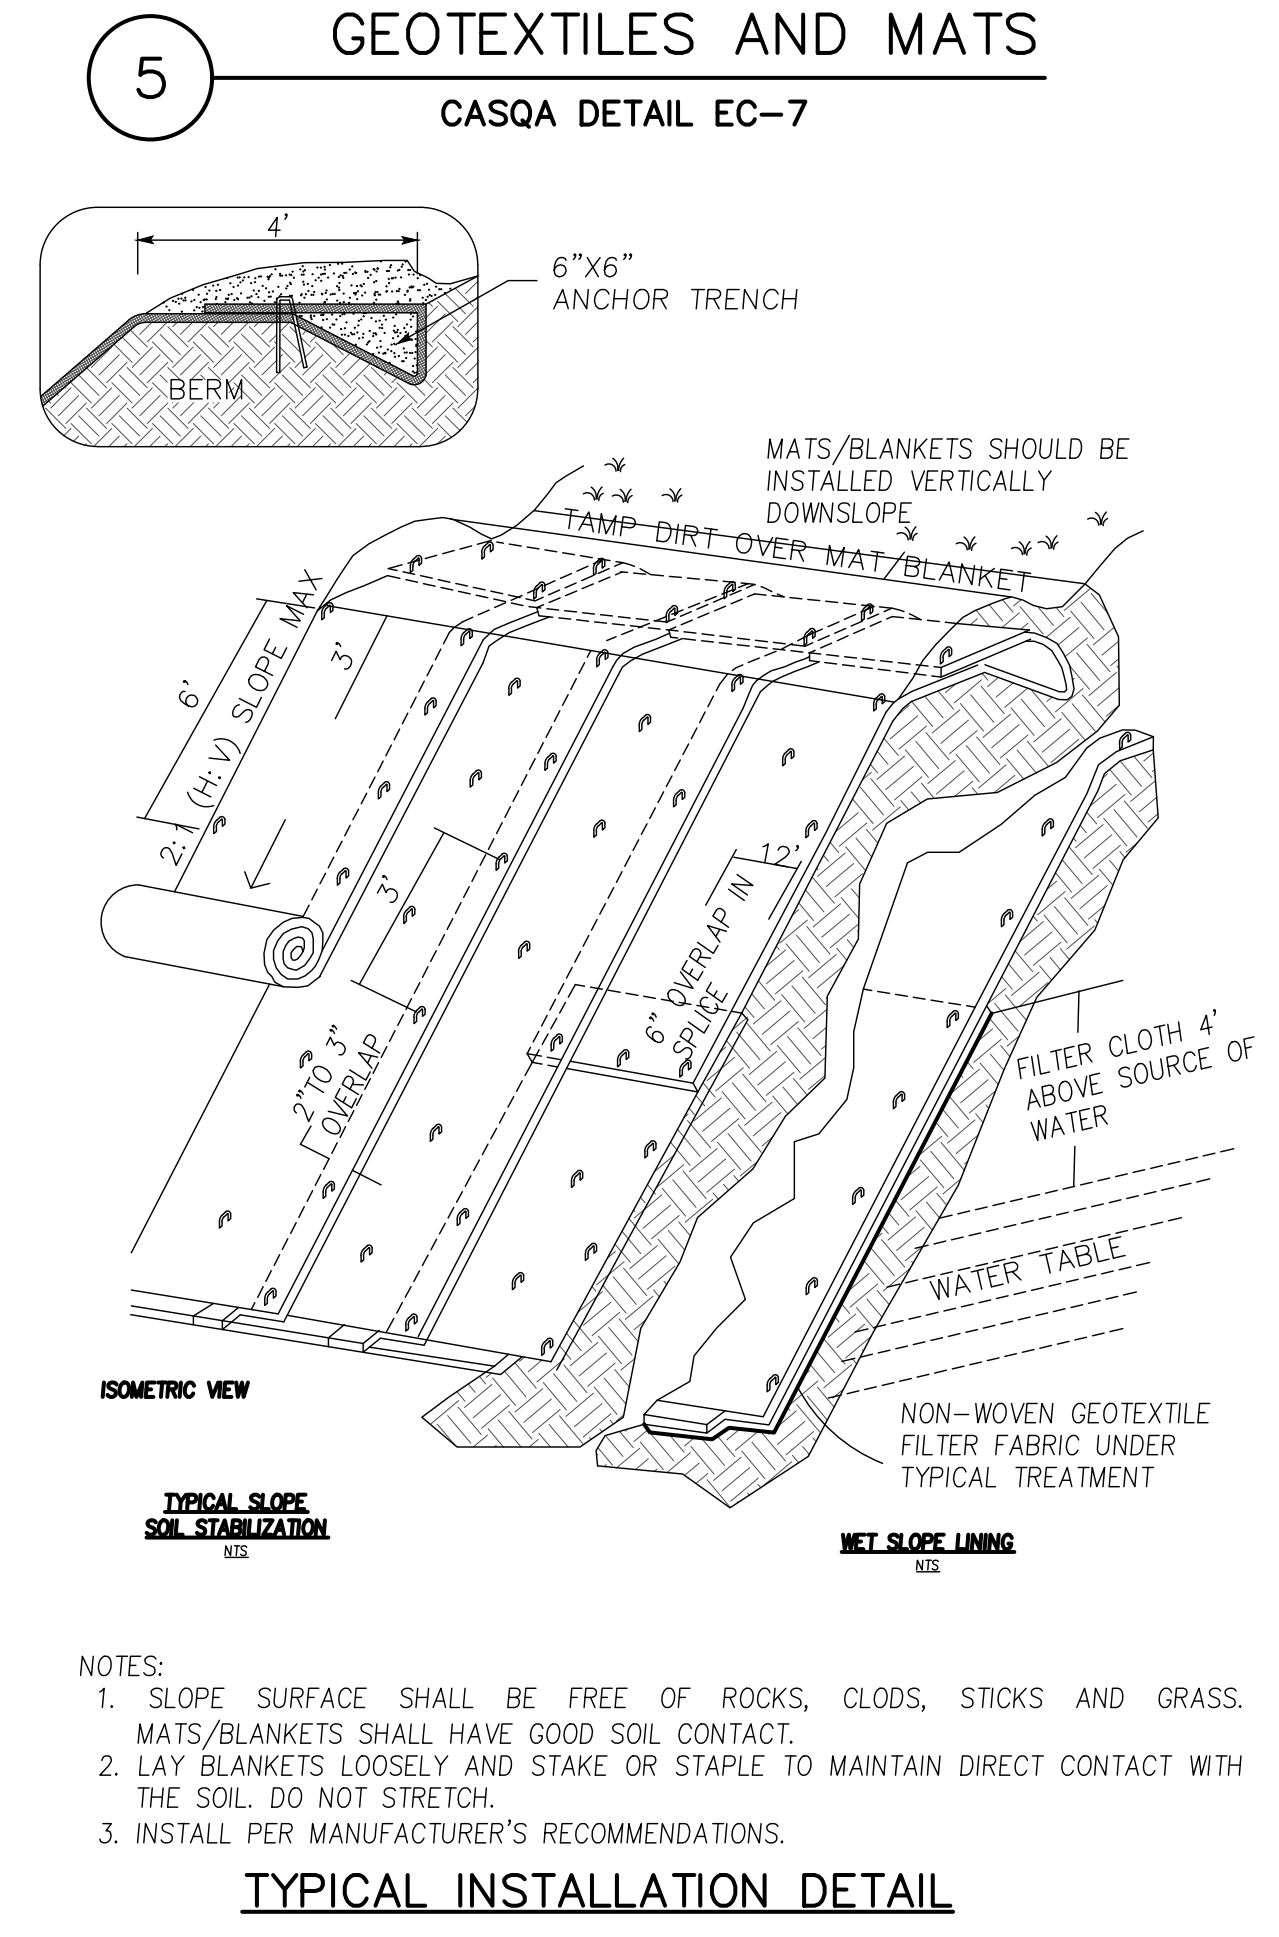 GEOTEXTILES AND MATS
5
CASQA DETAIL EC-7
4'
6"X6"
ANCHOR TRENCH
BERM
MATS/BLANKETS SHOULD BE
INSTALLED VERTICALLY
DOWNSLOPE
TAMP DIRT OVER MAT/BLANKET
2:1 (H:V) SLOPE MAX
6'
3'
3'
12'
6" OVERLAP IN
SPLICE
2"TO 3"
OVERLAP
FILTER CLOTH 4'
ABOVE SOURCE OF
WATER
WATER TABLE
ISOMETRIC VIEW
NON-WOVEN GEOTEXTILE
FILTER FABRIC UNDER
TYPICAL TREATMENT
TYPICAL SLOPE
SOIL STABILIZATION
NTS
WET SLOPE LINING
NTS
NOTES:
1. SLOPE SURFACE SHALL BE FREE OF ROCKS, CLODS, STICKS AND GRASS.
MATS/BLANKETS SHALL HAVE GOOD SOIL CONTACT.
2. LAY BLANKETS LOOSELY AND STAKE OR STAPLE TO MAINTAIN DIRECT CONTACT WITH
THE SOIL. DO NOT STRETCH.
3. INSTALL PER MANUFACTURER'S RECOMMENDATIONS.
TYPICAL INSTALLATION DETAIL